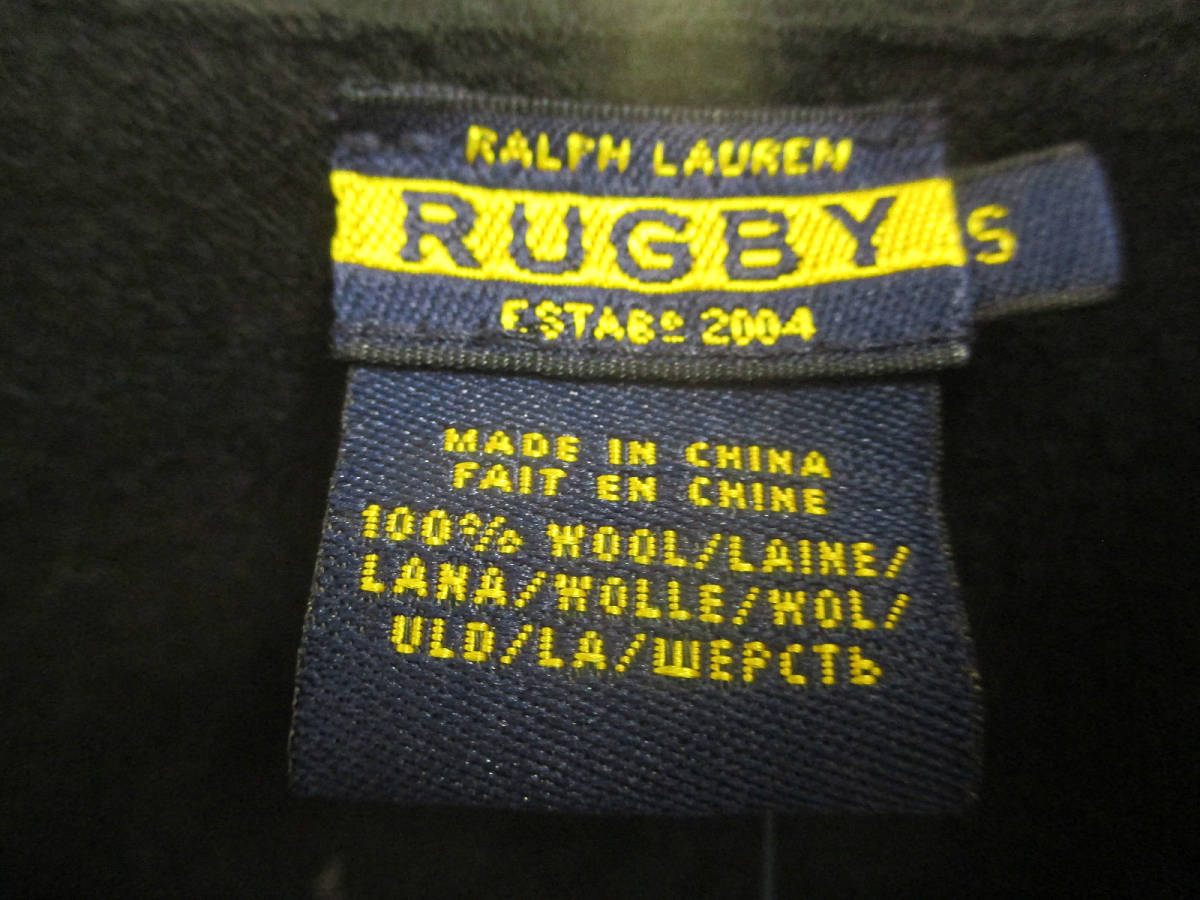 RALPH LAUREN
RUGBY
S
ESTABº 2004
MADE IN CHINA
FAIT EN CHINE
100% WOOL/LAINE/
LANA/WOLLE/WOL/
ULD/LA/ШЕРСТЬ